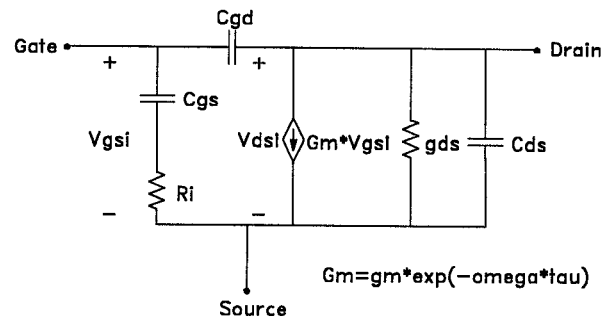 Cgd
Gate
Drain
+
+
Cgs
Vgsi
Vdsi
Gm*Vgsi
gds
Cds
Ri
−
−
Gm=gm*exp(−omega*tau)
Source